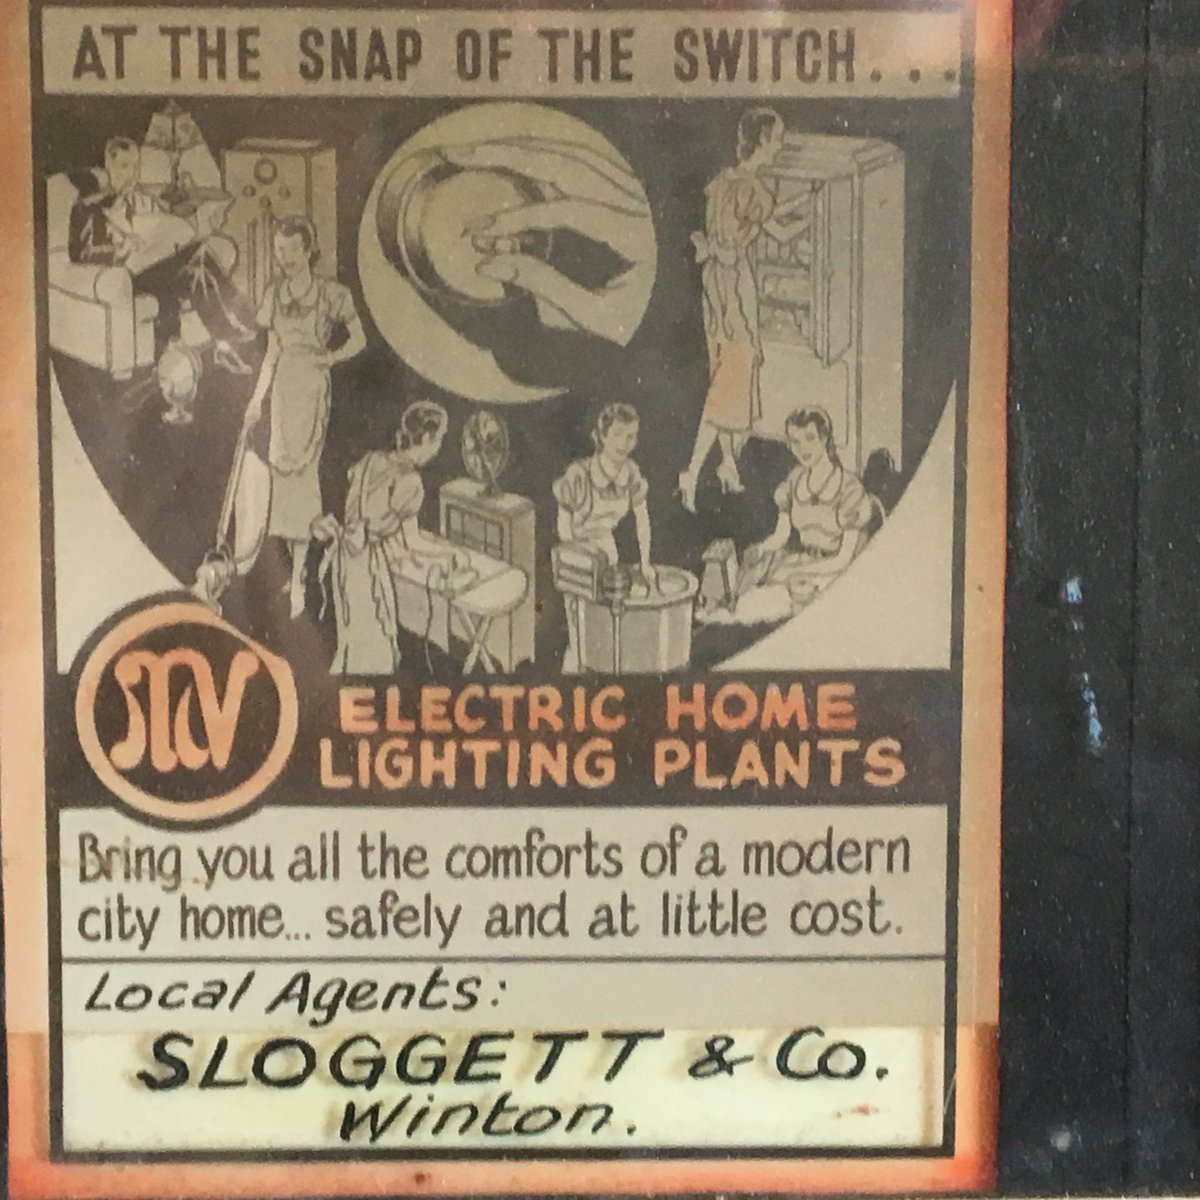 AT THE SNAP OF THE SWITCH...
STC
ELECTRIC HOME
LIGHTING PLANTS
Bring you all the comforts of a modern
city home... safely and at little cost.
Local Agents:
SLOGGETT & Co.
Winton.